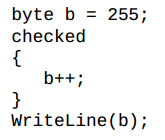 byte b = 255;
checked
{
   b++;
}
WriteLine(b);